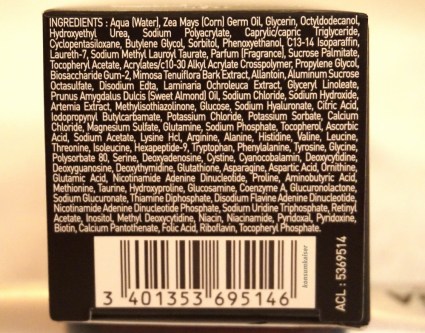 INGREDIENTS : Aqua (Water), Zea Mays (Corn) Germ Oil, Glycerin, Octyldodecanol,
Hydroxyethyl Urea, Sodium Polyacrylate, Caprylic/capric Triglyceride,
Cyclopentasiloxane, Butylene Glycol, Sorbitol, Phenoxyethanol, C13-14 Isoparaffin,
Laureth-7, Sodium Methyl Lauroyl Taurate, Parfum (Fragrance), Sodium Palmitate,
Tocopheryl Acetate, Acrylates/c10-30 Alkyl Acrylate Crosspolymer, Propylene Glycol,
Biosaccharide Gum-2, Mimosa Tenuiflora Bark Extract, Allantoin, Aluminum Sucrose
Octasulfate, Disodium Edta, Laminaria Ochroleuca Extract, Glyceryl Linoleate,
Prunus Amygdalus Dulcis (Sweet Almond) Oil, Sodium Chloride, Sodium Hydroxide,
Artemia Extract, Methylisothiazolinone, Glucose, Sodium Hyaluronate, Citric Acid,
Iodopropynyl Butylcarbamate, Potassium Chloride, Potassium Sorbate, Calcium
Chloride, Magnesium Sulfate, Glutamine, Sodium Phosphate, Tocopherol, Ascorbic
Acid, Sodium Acetate, Lysine Hcl, Arginine, Alanine, Histidine, Valine, Leucine,
Threonine, Isoleucine, Hexapeptide-9, Tryptophan, Phenylalanine, Tyrosine, Glycine,
Polysorbate 80, Serine, Deoxyadenosine, Cystine, Cyanocobalamin, Deoxycytidine,
Deoxyguanosine, Deoxythymidine, Glutathione, Asparagine, Aspartic Acid, Ornithine,
Glutamic Acid, Nicotinamide Adenine Dinucleotide, Proline, Aminobutyric Acid,
Methionine, Taurine, Hydroxyproline, Glucosamine, Coenzyme A, Glucuronolactone,
Sodium Glucuronate, Thiamine Diphosphate, Disodium Flavine Adenine Dinucleotide,
Nicotinamide Adenine Dinucleotide Phosphate, Sodium Uridine Triphosphate, Retinyl
Acetate, Inositol, Methyl Deoxycytidine, Niacin, Niacinamide, Pyridoxal, Pyridoxine,
Biotin, Calcium Pantothenate, Folic Acid, Riboflavin, Tocopheryl Phosphate.
konsumkaiser
3 401353 695146
ACL : 5369514